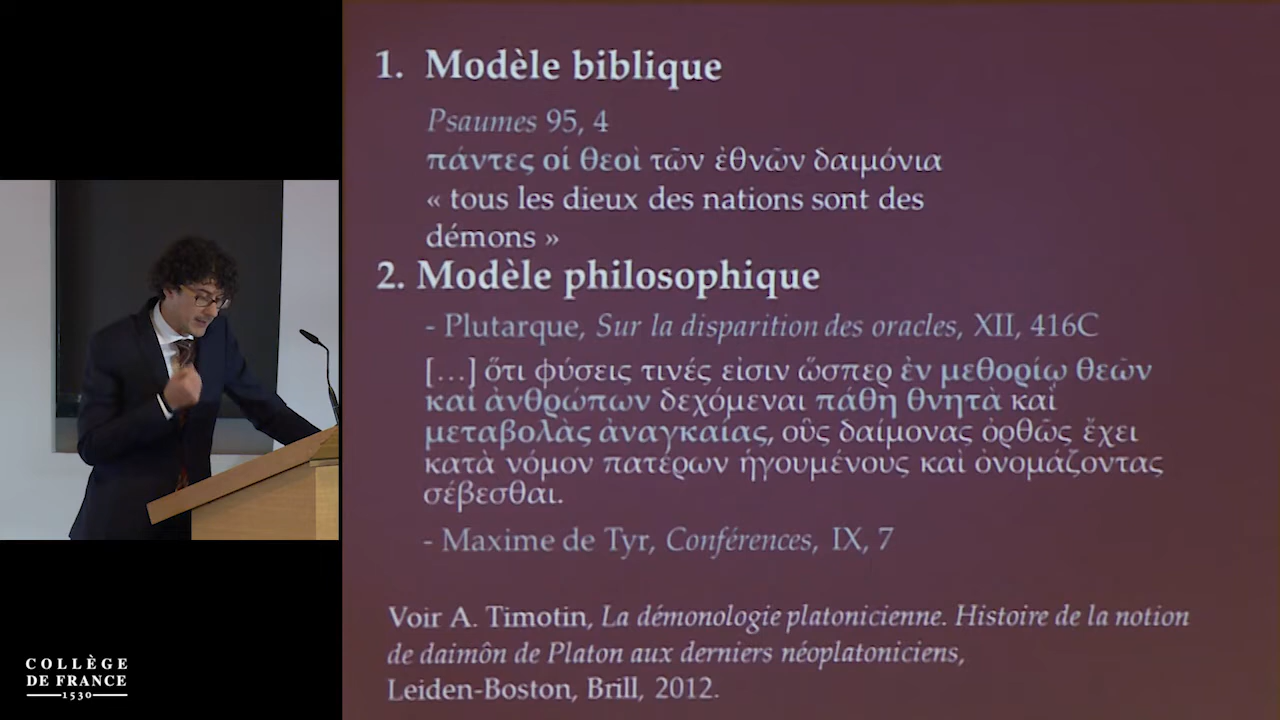 1. Modèle biblique
Psaumes 95, 4
πάντες οἱ θεοὶ τῶν ἐθνῶν δαιμόνια
« tous les dieux des nations sont des
démons »
2. Modèle philosophique
- Plutarque, Sur la disparition des oracles, XII, 416C
[…] ὅτι φύσεις τινές εἰσιν ὥσπερ ἐν μεθορίῳ θεῶν
καὶ ἀνθρώπων δεχόμεναι πάθη θνητὰ καὶ
μεταβολὰς ἀναγκαίας, οὓς δαίμονας ὀρθῶς ἔχει
κατὰ νόμον πατέρων ἡγουμένους καὶ ὀνομάζοντας
σέβεσθαι.
- Maxime de Tyr, Conférences, IX, 7
Voir A. Timotin, La démonologie platonicienne. Histoire de la notion
de daimôn de Platon aux derniers néoplatoniciens,
Leiden-Boston, Brill, 2012.
COLLÈGE
DE FRANCE
1530